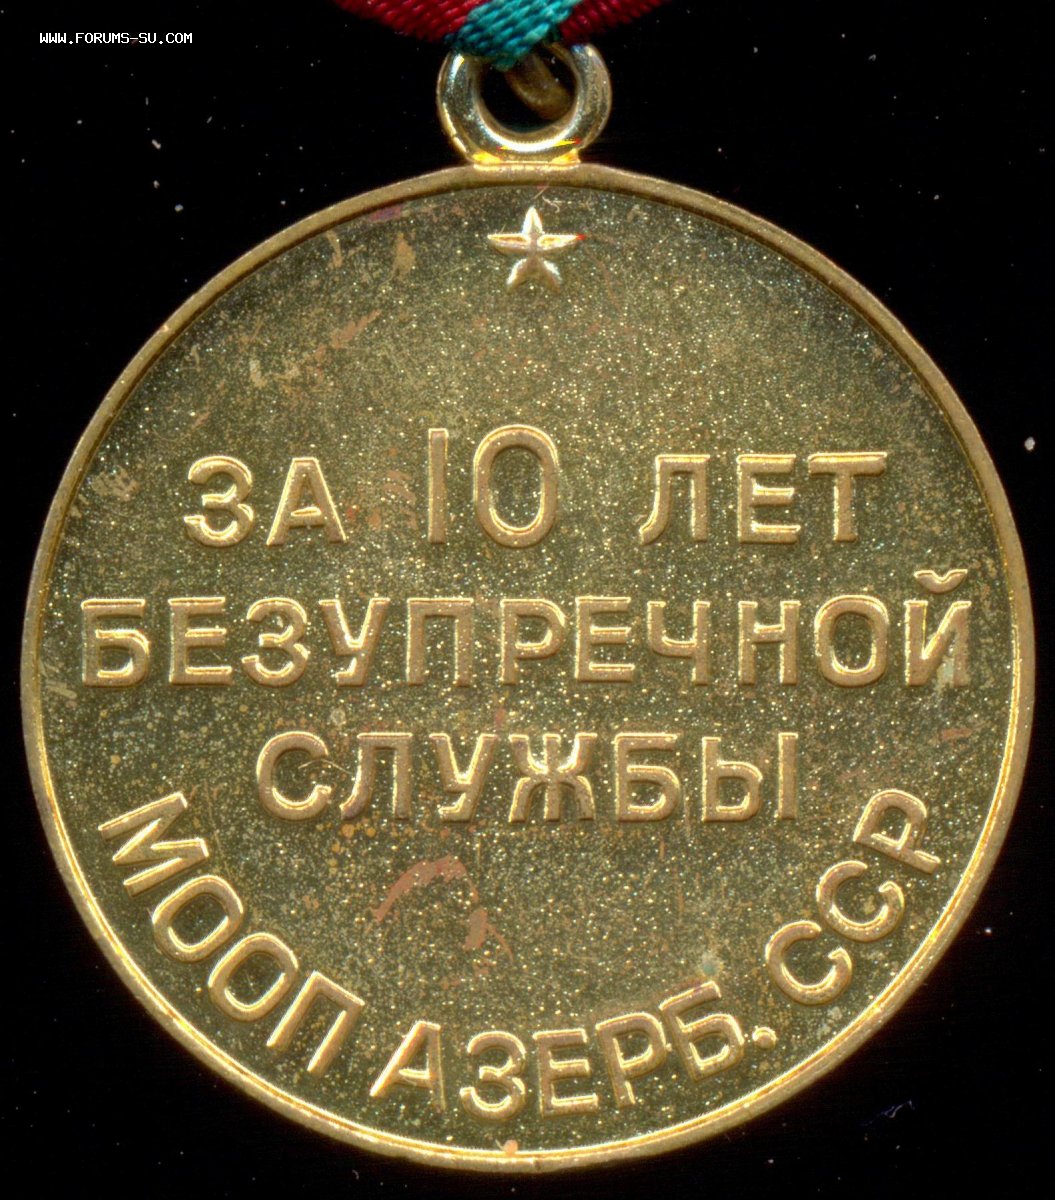 WWW.FORUMS-SU.COM
ЗА 10 ЛЕТ
БЕЗУПРЕЧНОЙ
СЛУЖБЫ
МООП АЗЕРБ. ССР